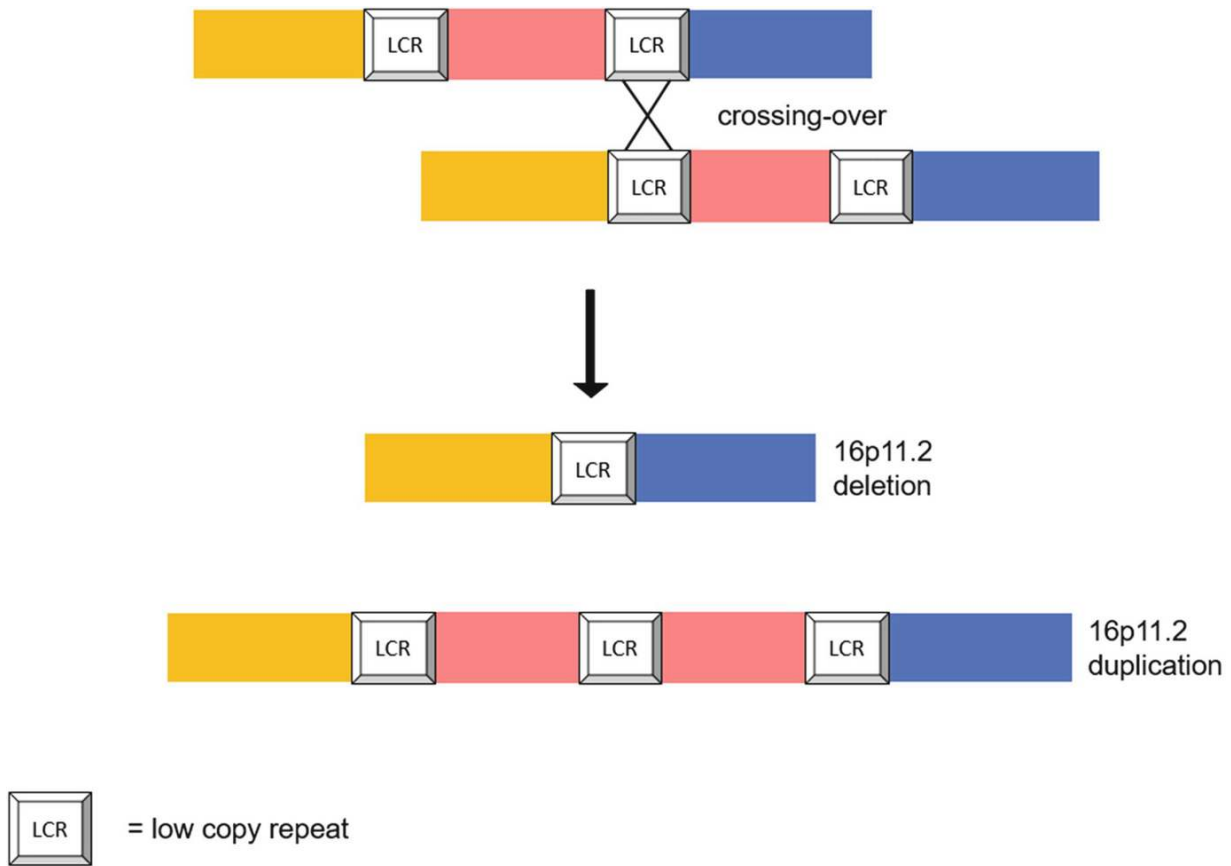 LCR LCR
crossing-over
LCR LCR
LCR
16p11.2
deletion
LCR LCR LCR
16p11.2
duplication
LCR = low copy repeat